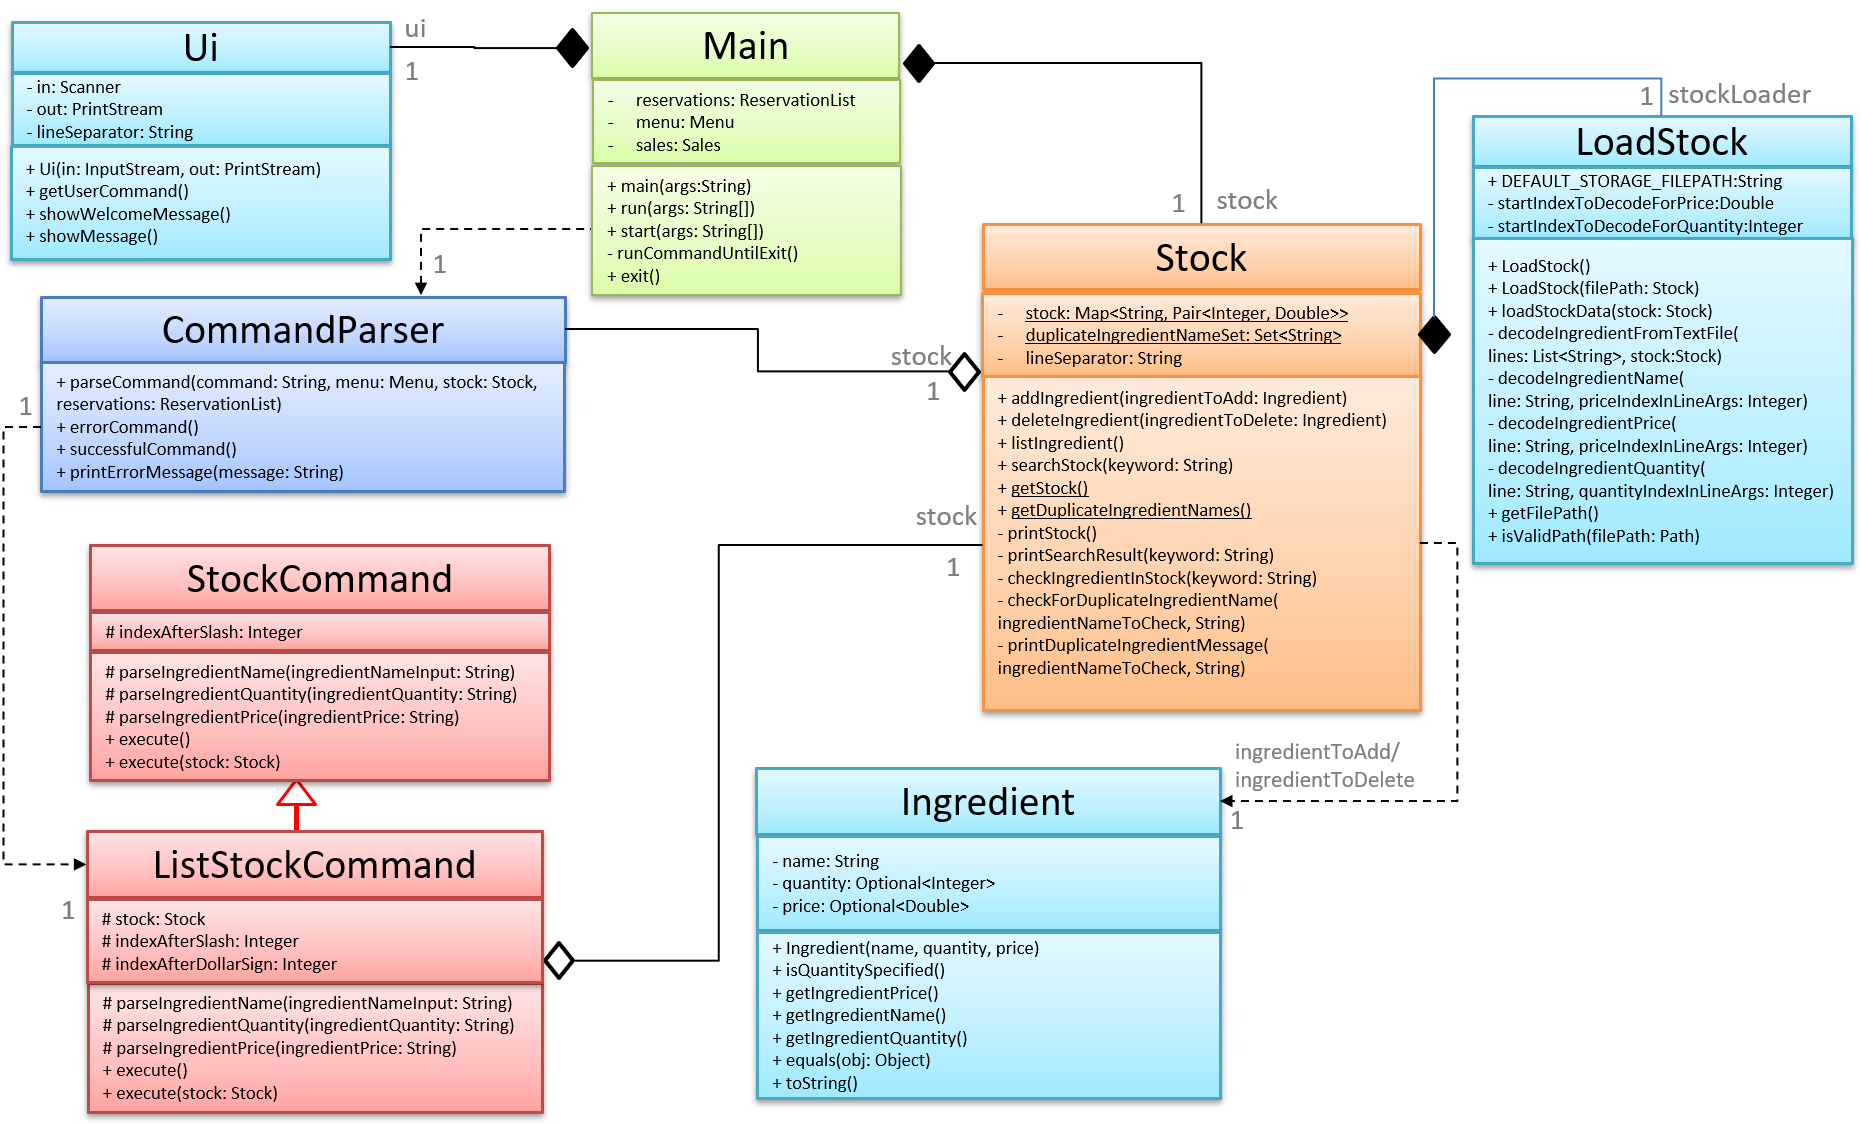 Ui
- in: Scanner
- out: PrintStream
- lineSeparator: String
+ Ui(in: InputStream, out: PrintStream)
+ getUserCommand()
+ showWelcomeMessage()
+ showMessage()
ui
1
Main
- reservations: ReservationList
- menu: Menu
- sales: Sales
+ main(args:String)
+ run(args: String[])
+ start(args: String[])
- runCommandUntilExit()
+ exit()
1
1 stock
1 stockLoader
LoadStock
+ DEFAULT_STORAGE_FILEPATH:String
- startIndexToDecodeForPrice:Double
- startIndexToDecodeForQuantity:Integer
+ LoadStock()
+ LoadStock(filePath: Stock)
+ loadStockData(stock: Stock)
- decodeIngredientFromTextFile(
lines: List<String>, stock:Stock)
- decodeIngredientName(
line: String, priceIndexInLineArgs: Integer)
- decodeIngredientPrice(
line: String, priceIndexInLineArgs: Integer)
- decodeIngredientQuantity(
line: String, quantityIndexInLineArgs: Integer)
+ getFilePath()
+ isValidPath(filePath: Path)
CommandParser
+ parseCommand(command: String, menu: Menu, stock: Stock,
reservations: ReservationList)
+ errorCommand()
+ successfulCommand()
+ printErrorMessage(message: String)
1
stock
1
Stock
- stock: Map<String, Pair<Integer, Double>>
- duplicateIngredientNameSet: Set<String>
- lineSeparator: String
+ addIngredient(ingredientToAdd: Ingredient)
+ deleteIngredient(ingredientToDelete: Ingredient)
+ listIngredient()
+ searchStock(keyword: String)
+ getStock()
+ getDuplicateIngredientNames()
- printStock()
- printSearchResult(keyword: String)
- checkIngredientInStock(keyword: String)
- checkForDuplicateIngredientName(
ingredientNameToCheck, String)
- printDuplicateIngredientMessage(
ingredientNameToCheck, String)
stock
1
StockCommand
# indexAfterSlash: Integer
# parseIngredientName(ingredientNameInput: String)
# parseIngredientQuantity(ingredientQuantity: String)
# parseIngredientPrice(ingredientPrice: String)
+ execute()
+ execute(stock: Stock)
ListStockCommand
# stock: Stock
# indexAfterSlash: Integer
# indexAfterDollarSign: Integer
# parseIngredientName(ingredientNameInput: String)
# parseIngredientQuantity(ingredientQuantity: String)
# parseIngredientPrice(ingredientPrice: String)
+ execute()
+ execute(stock: Stock)
1
ingredientToAdd/
ingredientToDelete
1
Ingredient
- name: String
- quantity: Optional<Integer>
- price: Optional<Double>
+ Ingredient(name, quantity, price)
+ isQuantitySpecified()
+ getIngredientPrice()
+ getIngredientName()
+ getIngredientQuantity()
+ equals(obj: Object)
+ toString()